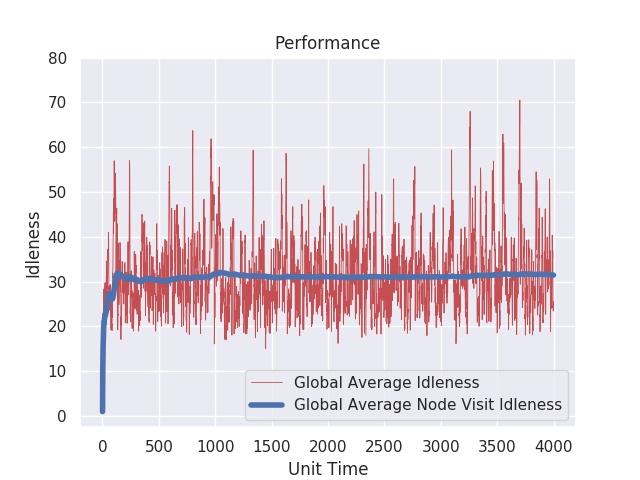 Performance
80
70
60
50
40
30
20
10
0
Idleness
0 500 1000 1500 2000 2500 3000 3500 4000
Unit Time
Global Average Idleness
Global Average Node Visit Idleness